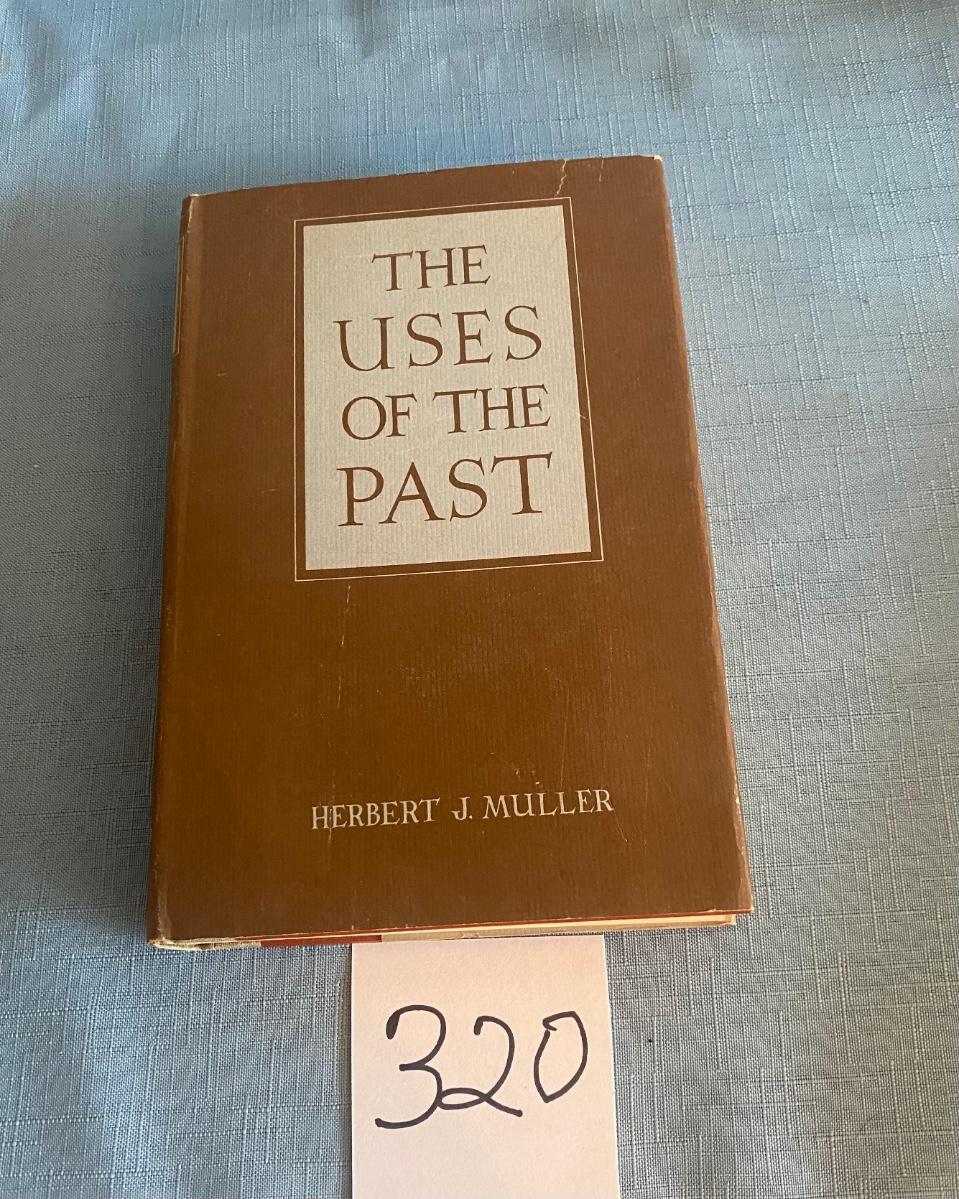 THE
USES
OF THE
PAST
HERBERT J. MULLER
320